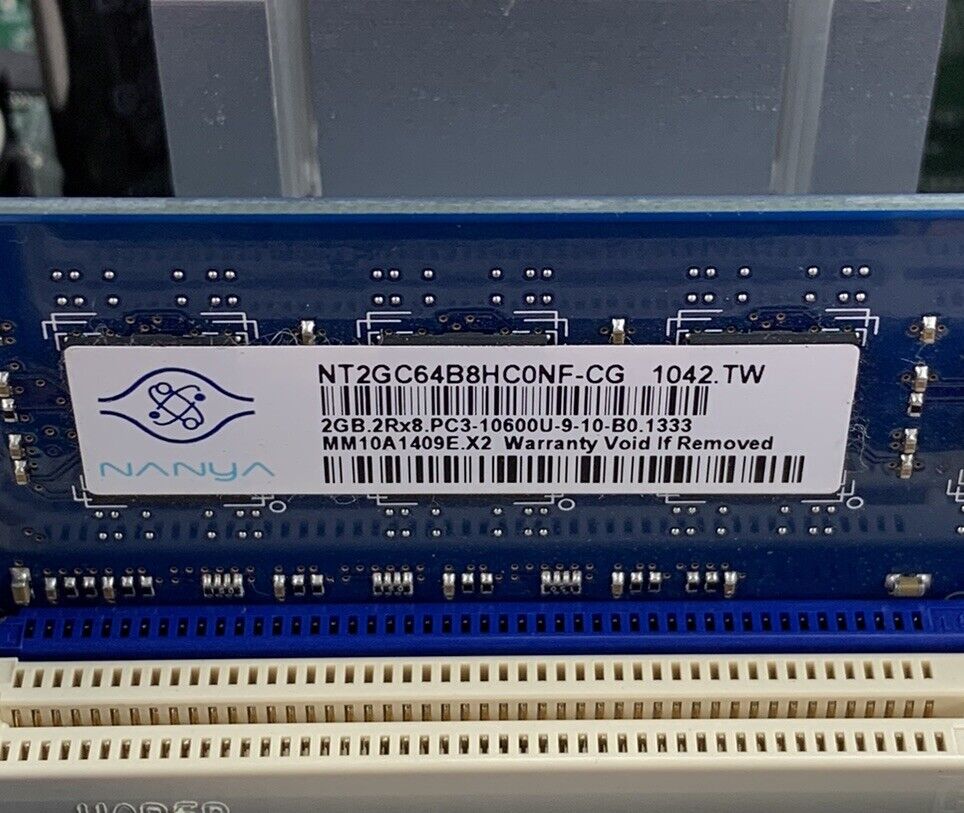 NT2GC64B8HC0NF-CG 1042.TW
2GB.2Rx8.PC3-10600U-9-10-B0.1333
MM10A1409E.X2 Warranty Void If Removed
NANYA